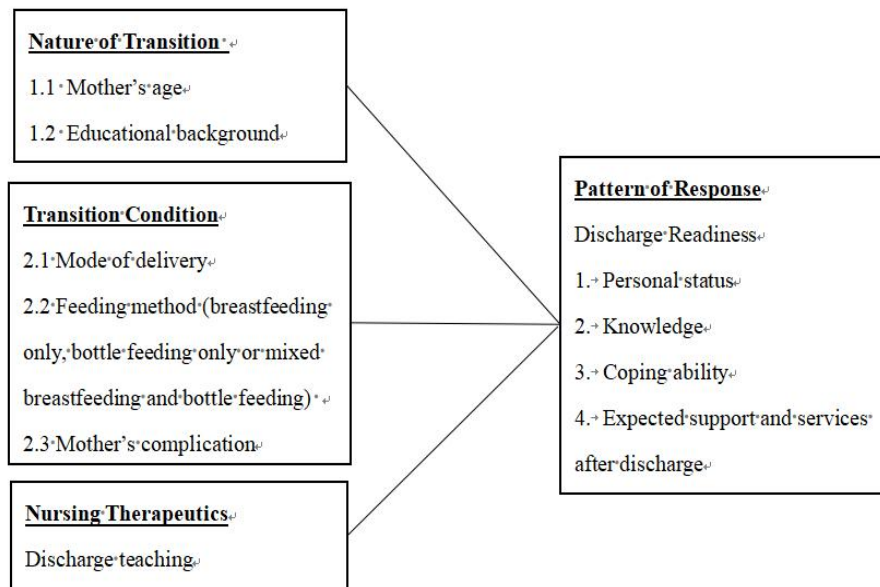 Nature of Transition
1.1 Mother's age
1.2 Educational background
Transition Condition
2.1 Mode of delivery
2.2 Feeding method (breastfeeding
only, bottle feeding only or mixed
breastfeeding and bottle feeding)
2.3 Mother's complication
Nursing Therapeutics
Discharge teaching
Pattern of Response
Discharge Readiness
1. Personal status
2. Knowledge
3. Coping ability
4. Expected support and services
after discharge